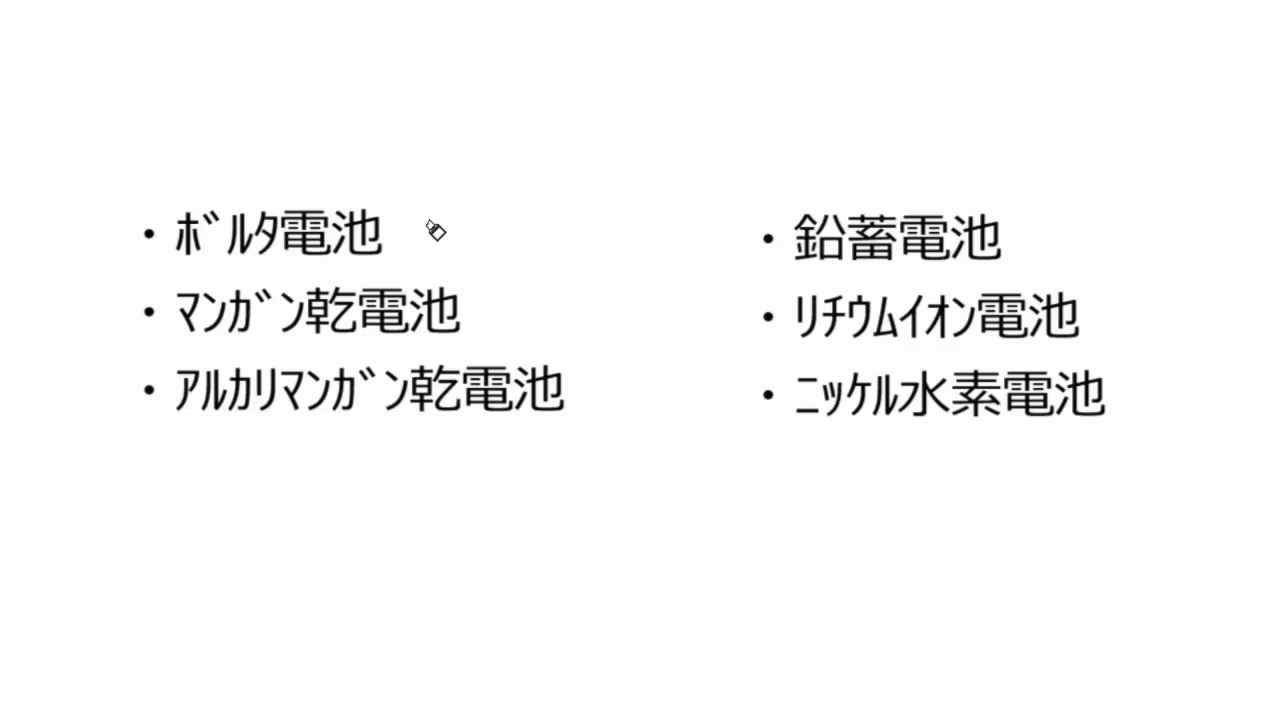 ・ﾎﾞﾙﾀ電池
・ﾏﾝｶﾞﾝ乾電池
・ｱﾙｶﾘﾏﾝｶﾞﾝ乾電池
・鉛蓄電池
・ﾘﾁｳﾑｲｵﾝ電池
・ﾆｯｹﾙ水素電池